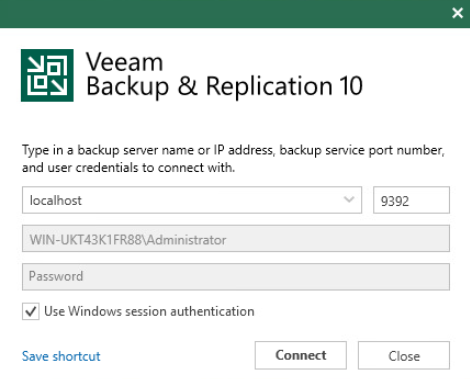 Veeam
Backup & Replication 10
Type in a backup server name or IP address, backup service port number,
and user credentials to connect with.
localhost 9392
WIN-UKT43K1FR88\Administrator
Password
Use Windows session authentication
Save shortcut Connect Close